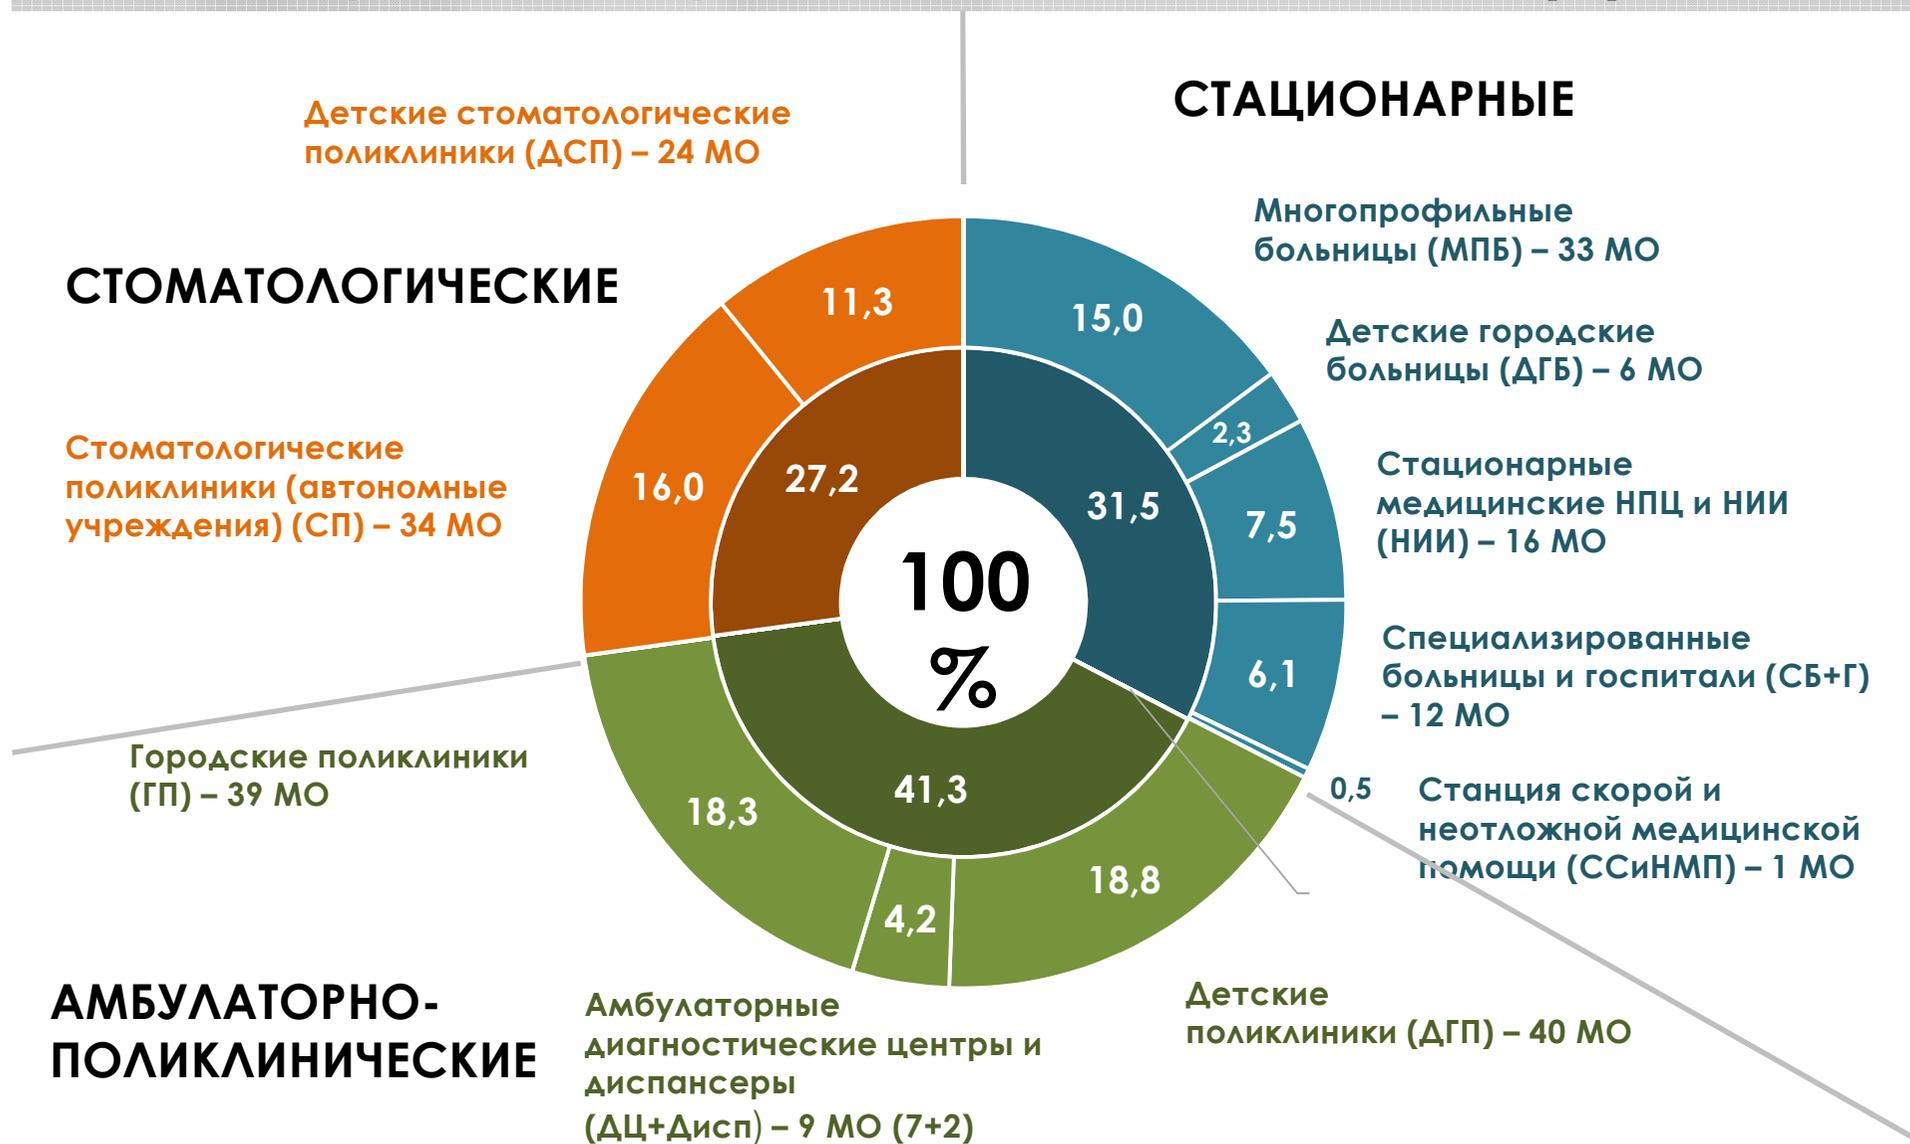 СТАЦИОНАРНЫЕ
Детские стоматологические
поликлиники (ДСП) – 24 МО
Многопрофильные
больницы (МПБ) – 33 МО
СТОМАТОЛОГИЧЕСКИЕ
11,3
15,0
Детские городские
больницы (ДГБ) – 6 МО
2,3
Стоматологические
поликлиники (автономные
учреждения) (СП) – 34 МО
16,0
27,2
31,5
7,5
Стационарные
медицинские НПЦ и НИИ
(НИИ) – 16 МО
100
%
6,1
Специализированные
больницы и госпитали (СБ+Г)
– 12 МО
Городские поликлиники
(ГП) – 39 МО
18,3
41,3
0,5
Станция скорой и
неотложной медицинской
помощи (ССиНМП) – 1 МО
4,2
18,8
АМБУЛАТОРНО-
ПОЛИКЛИНИЧЕСКИЕ
Амбулаторные
диагностические центры и
диспансеры
(ДЦ+Дисп) – 9 МО (7+2)
Детские
поликлиники (ДГП) – 40 МО